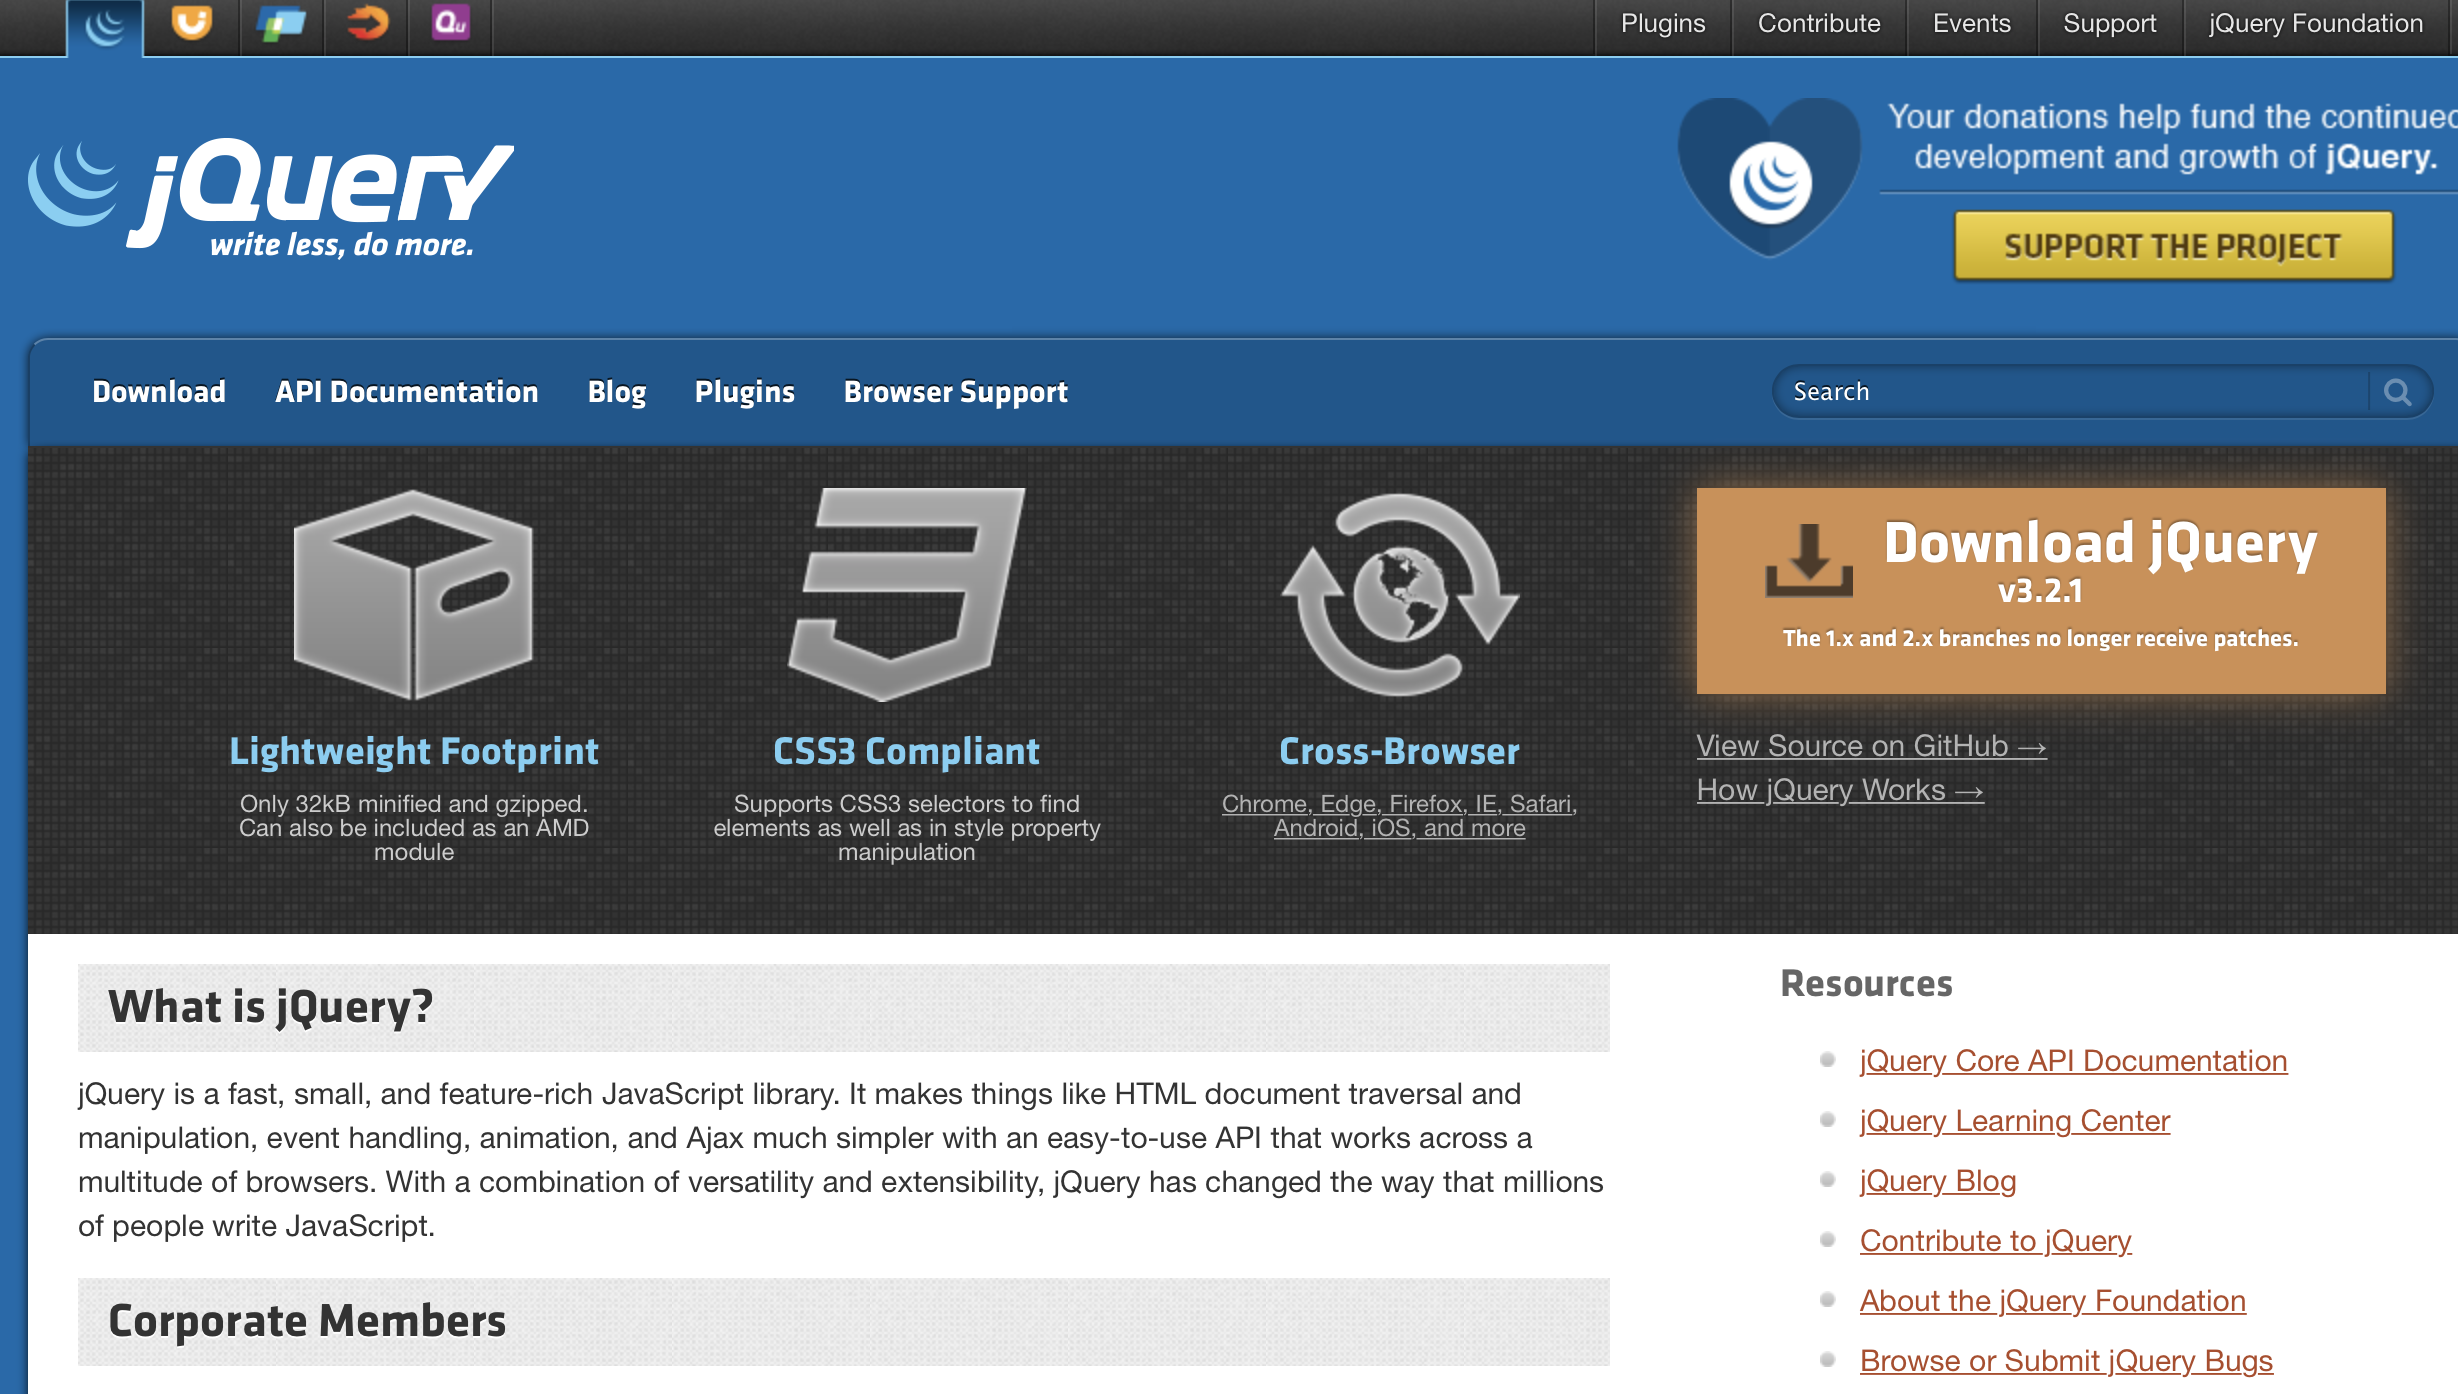 Qu
Plugins
Contribute
Events
Support
jQuery Foundation
jQuery
write less, do more.
Your donations help fund the continued
development and growth of jQuery.
SUPPORT THE PROJECT
Download
API Documentation
Blog
Plugins
Browser Support
Search
Lightweight Footprint
Only 32kB minified and gzipped.
Can also be included as an AMD
module
CSS3 Compliant
Supports CSS3 selectors to find
elements as well as in style property
manipulation
Cross-Browser
Chrome, Edge, Firefox, IE, Safari,
Android, iOS, and more
Download jQuery
v3.2.1
The 1.x and 2.x branches no longer receive patches.
View Source on GitHub →
How jQuery Works →
What is jQuery?
jQuery is a fast, small, and feature-rich JavaScript library. It makes things like HTML document traversal and
manipulation, event handling, animation, and Ajax much simpler with an easy-to-use API that works across a
multitude of browsers. With a combination of versatility and extensibility, jQuery has changed the way that millions
of people write JavaScript.
Corporate Members
Resources
jQuery Core API Documentation
jQuery Learning Center
jQuery Blog
Contribute to jQuery
About the jQuery Foundation
Browse or Submit jQuery Bugs